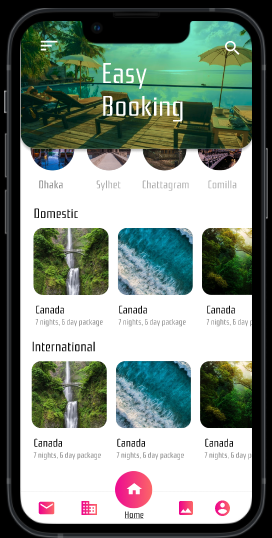 Easy
Booking
Dhaka Sylhet Chattagram Comilla
Domestic
Canada Canada Canada
7 nights, 6 day package 7 nights, 6 day package 7 nights, 6 day p
International
Canada Canada Canada
7 nights, 6 day package 7 nights, 6 day package 7 nights, 6 day p
Home